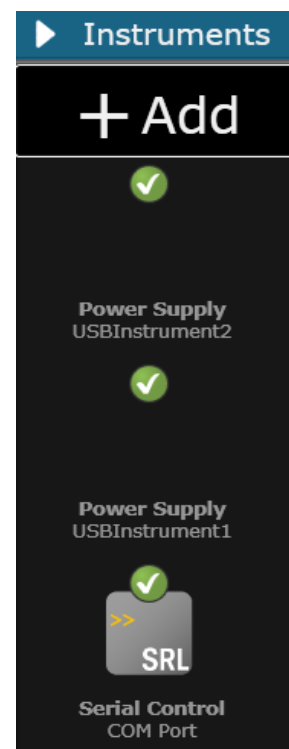 Instruments
+ Add
Power Supply
USBInstrument2
Power Supply
USBInstrument1
>>
SRL
Serial Control
COM Port